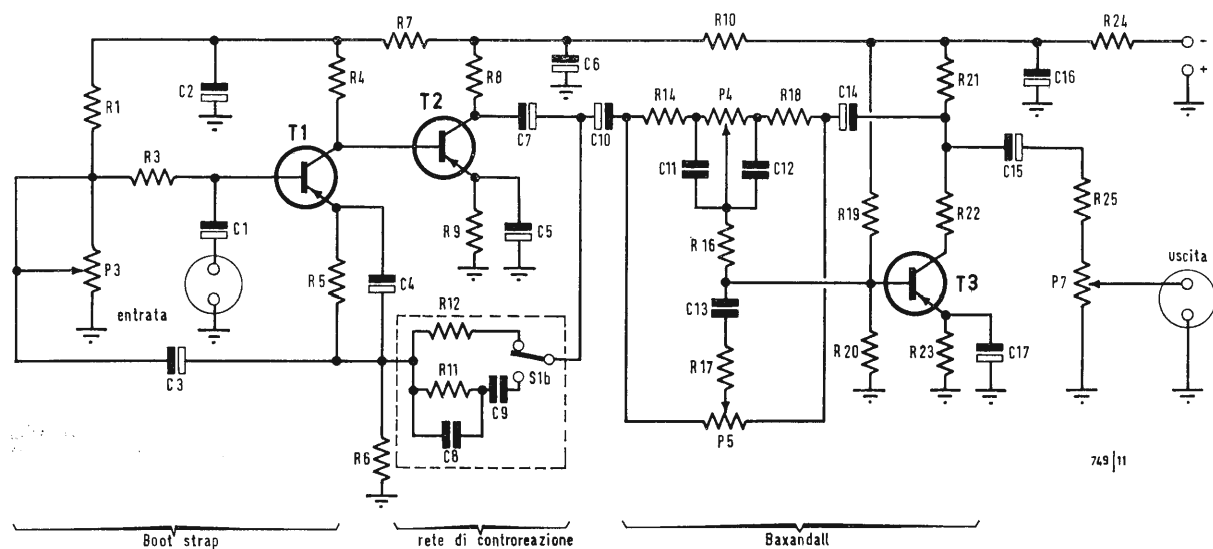 R7
R10
R24
-
+
R1
C2
R4
R8
C6
R21
C16
T1
T2
R14
P4
R18
C14
R3
C7
C10
C11
C12
C15
R25
C1
R9
C5
R16
R19
R22
P3
R5
C4
T3
P7
uscita
entrata
C13
R12
R17
R20
R23
C17
C3
R11
S1b
C9
P5
C8
R6
749|11
Boot strap
rete di controreazione
Baxandall